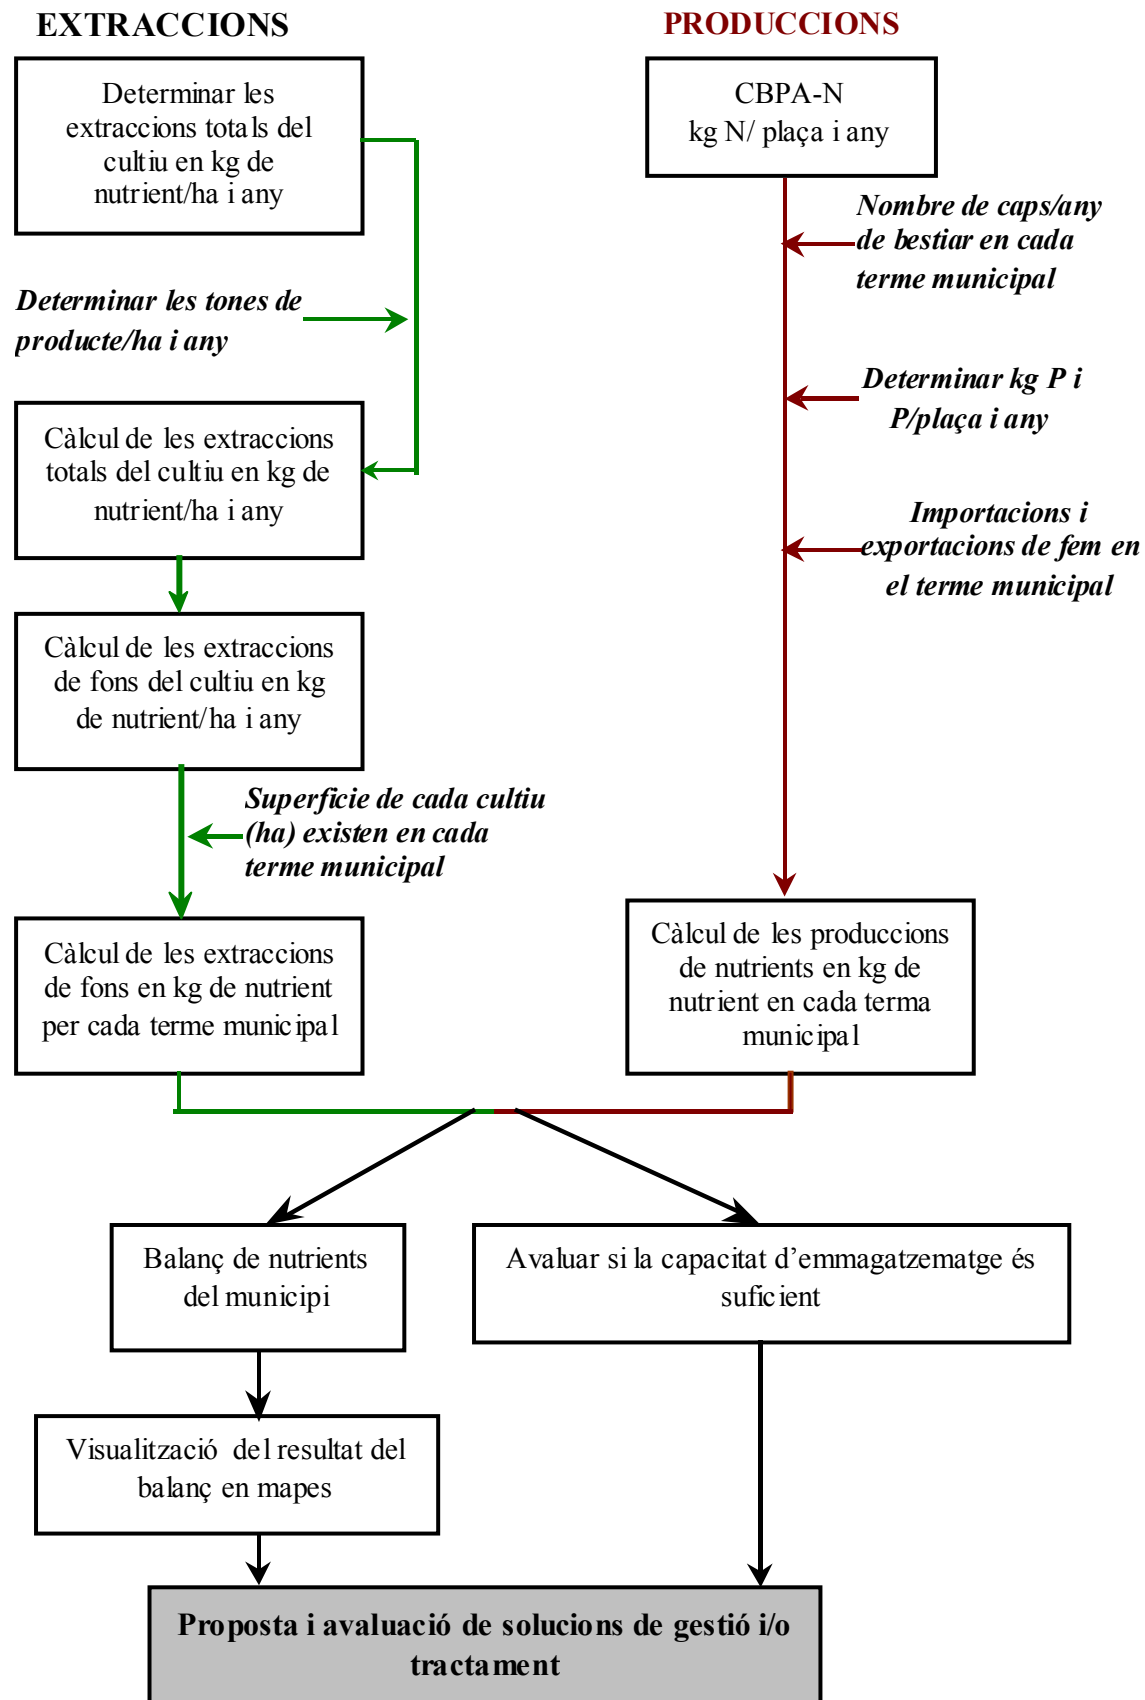 EXTRACCIONS
Determinar les
extraccions totals del
cultiu en kg de
nutrient/ha i any
Determinar les tones de
producte/ha i any
Càlcul de les extraccions
totals del cultiu en kg de
nutrient/ha i any
Càlcul de les extraccions
de fons del cultiu en kg
de nutrient/ha i any
Superficie de cada cultiu
(ha) existen en cada
terme municipal
Càlcul de les extraccions
de fons en kg de nutrient
per cada terme municipal
PRODUCCIONS
CBPA-N
kg N/ plaça i any
Nombre de caps/any
de bestiar en cada
terme municipal
Determinar kg P i
P/plaça i any
Importacions i
exportacions de fem en
el terme municipal
Càlcul de les produccions
de nutrients en kg de
nutrient en cada terma
municipal
Balanç de nutrients
del municipi
Avaluar si la capacitat d’emmagatzematge és
suficient
Visualització del resultat del
balanç en mapes
Proposta i avaluació de solucions de gestió i/o
tractament